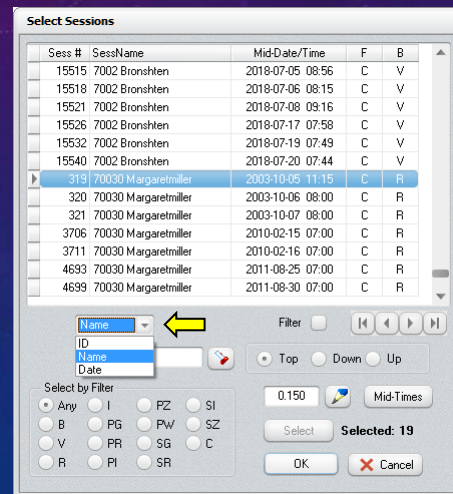 Select Sessions
Sess # SessName Mid-Date/Time F B
15515 7002 Bronshten 2018-07-05 08:56 C V
15518 7002 Bronshten 2018-07-06 08:15 C V
15521 7002 Bronshten 2018-07-08 09:16 C V
15526 7002 Bronshten 2018-07-17 07:58 C V
15532 7002 Bronshten 2018-07-19 07:49 C V
15540 7002 Bronshten 2018-07-20 07:44 C V
319 70030 Margaretmiller 2003-10-05 11:15 C R
320 70030 Margaretmiller 2003-10-06 08:00 C R
321 70030 Margaretmiller 2003-10-07 08:00 C R
3706 70030 Margaretmiller 2010-02-15 07:00 C R
3711 70030 Margaretmiller 2010-02-16 07:00 C R
4693 70030 Margaretmiller 2011-08-25 07:00 C R
4699 70030 Margaretmiller 2011-08-30 07:00 C R
Name Filter
ID
Name
Date
Top Down Up
Select by Filter
Any I PZ SI
B PG PW SZ
V PR SG C
R PI SR
0.150 Mid-Times
Select Selected: 19
OK Cancel